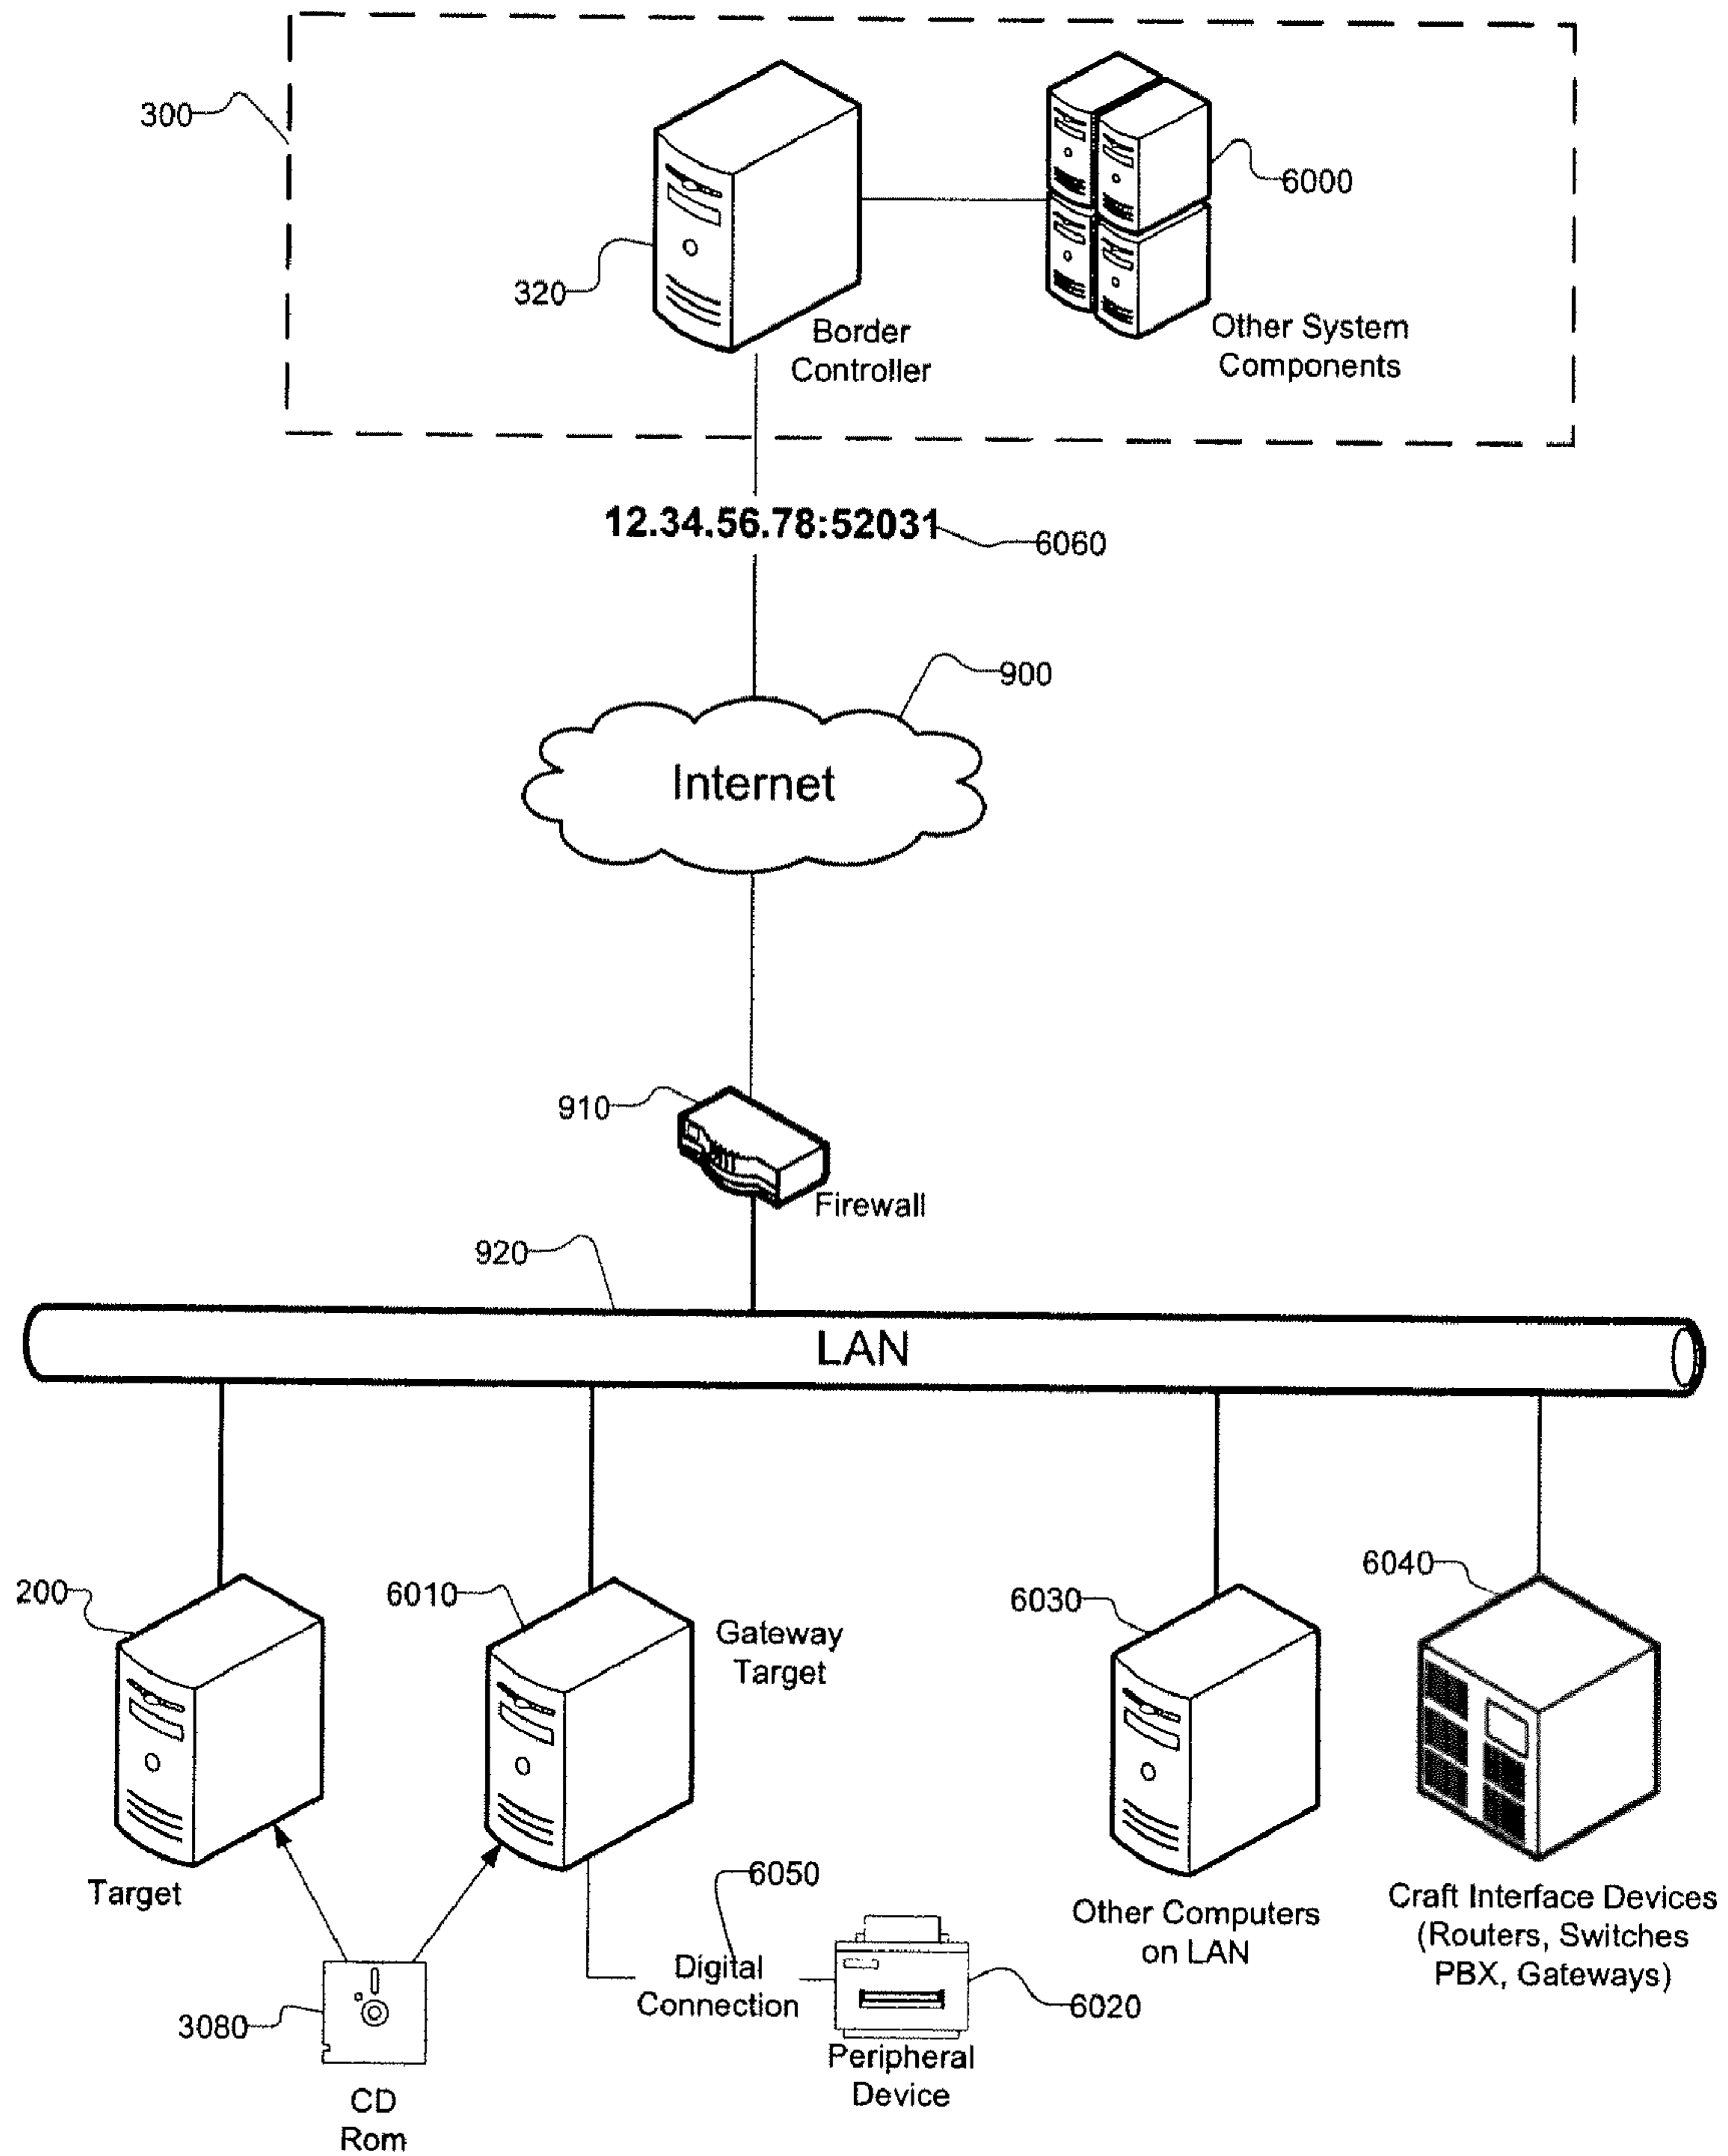 300
6000
320
Border
Controller
Other System
Components
12.34.56.78:52031
6060
900
Internet
910
Firewall
920
LAN
200
6010
Gateway
Target
6030
6040
Target
6050
Digital
Connection
Other Computers
on LAN
Craft Interface Devices
(Routers, Switches
PBX, Gateways)
3080
6020
Peripheral
Device
CD
Rom